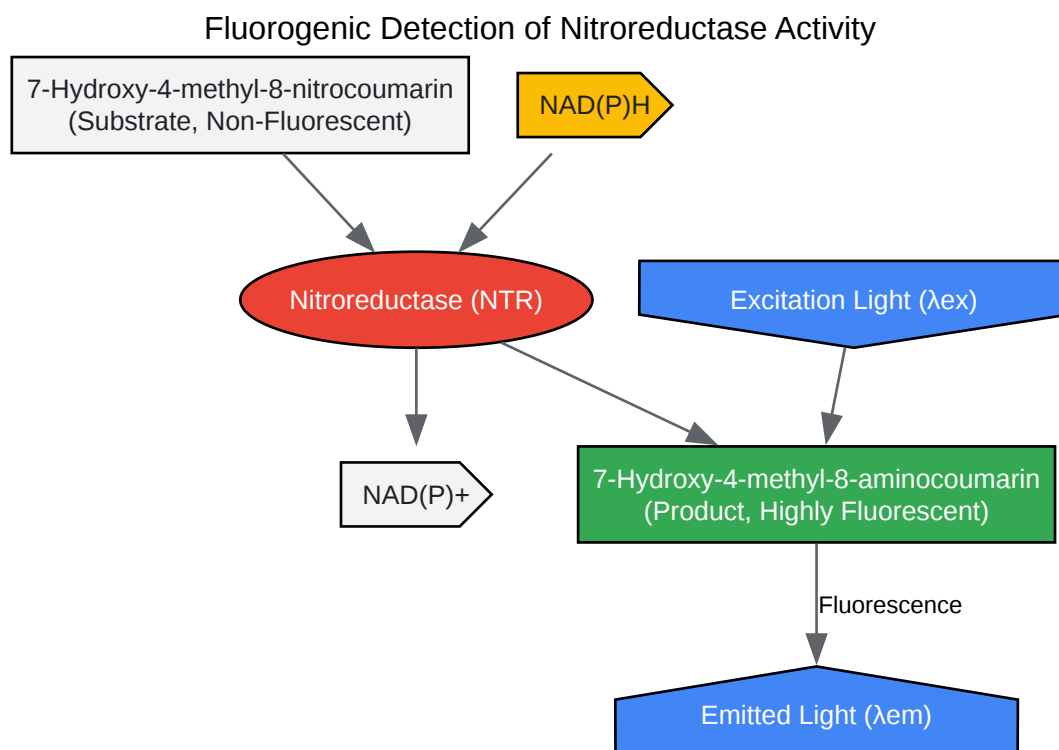 Fluorogenic Detection of Nitroreductase Activity
7-Hydroxy-4-methyl-8-nitrocoumarin
(Substrate, Non-Fluorescent)
NAD(P)H
Nitroreductase (NTR)
Excitation Light (λex)
NAD(P)+
7-Hydroxy-4-methyl-8-aminocoumarin
(Product, Highly Fluorescent)
Fluorescence
Emitted Light (λem)